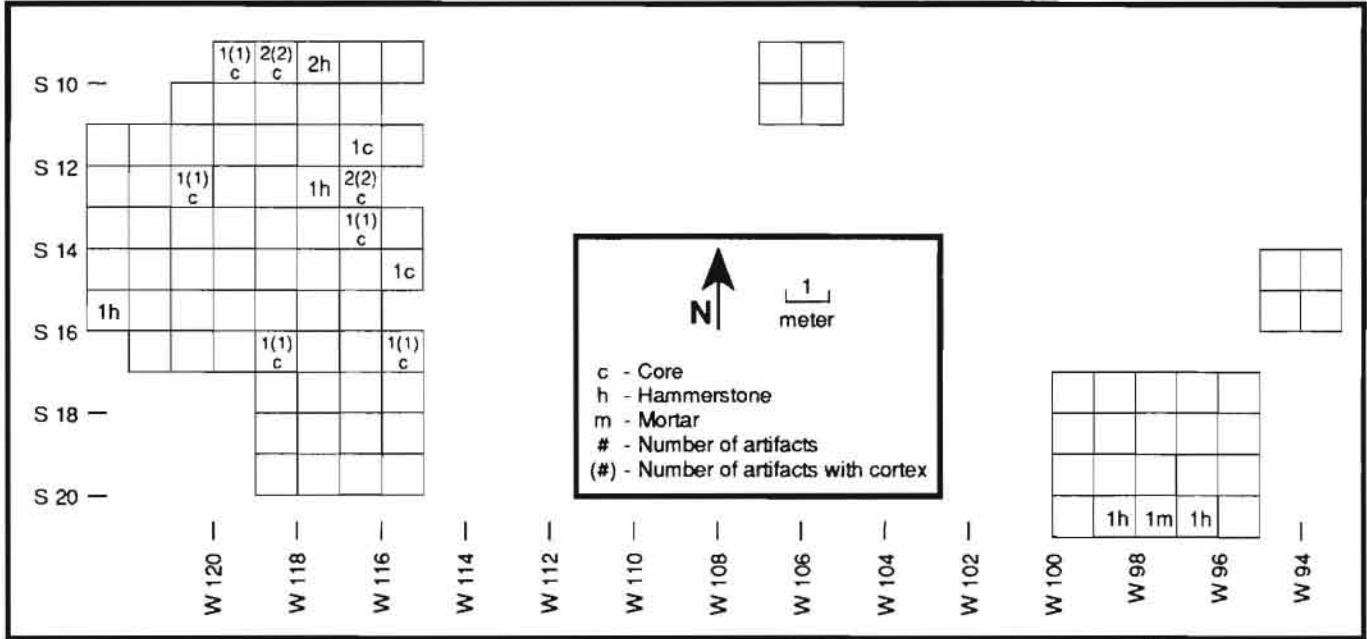 1(1) 2(2) 2h
c c
S 10
1c
S 12
1(1) 1h 2(2)
c c
1(1)
c
S 14
1c
1h
S 16
1(1) 1(1)
c c
S 18
S 20
N
1
meter
c - Core
h - Hammerstone
m - Mortar
# - Number of artifacts
(#) - Number of artifacts with cortex
1h 1m 1h
W 120 W 118 W 116 W 114 W 112 W 110 W 108 W 106 W 104 W 102 W 100 W 98 W 96 W 94